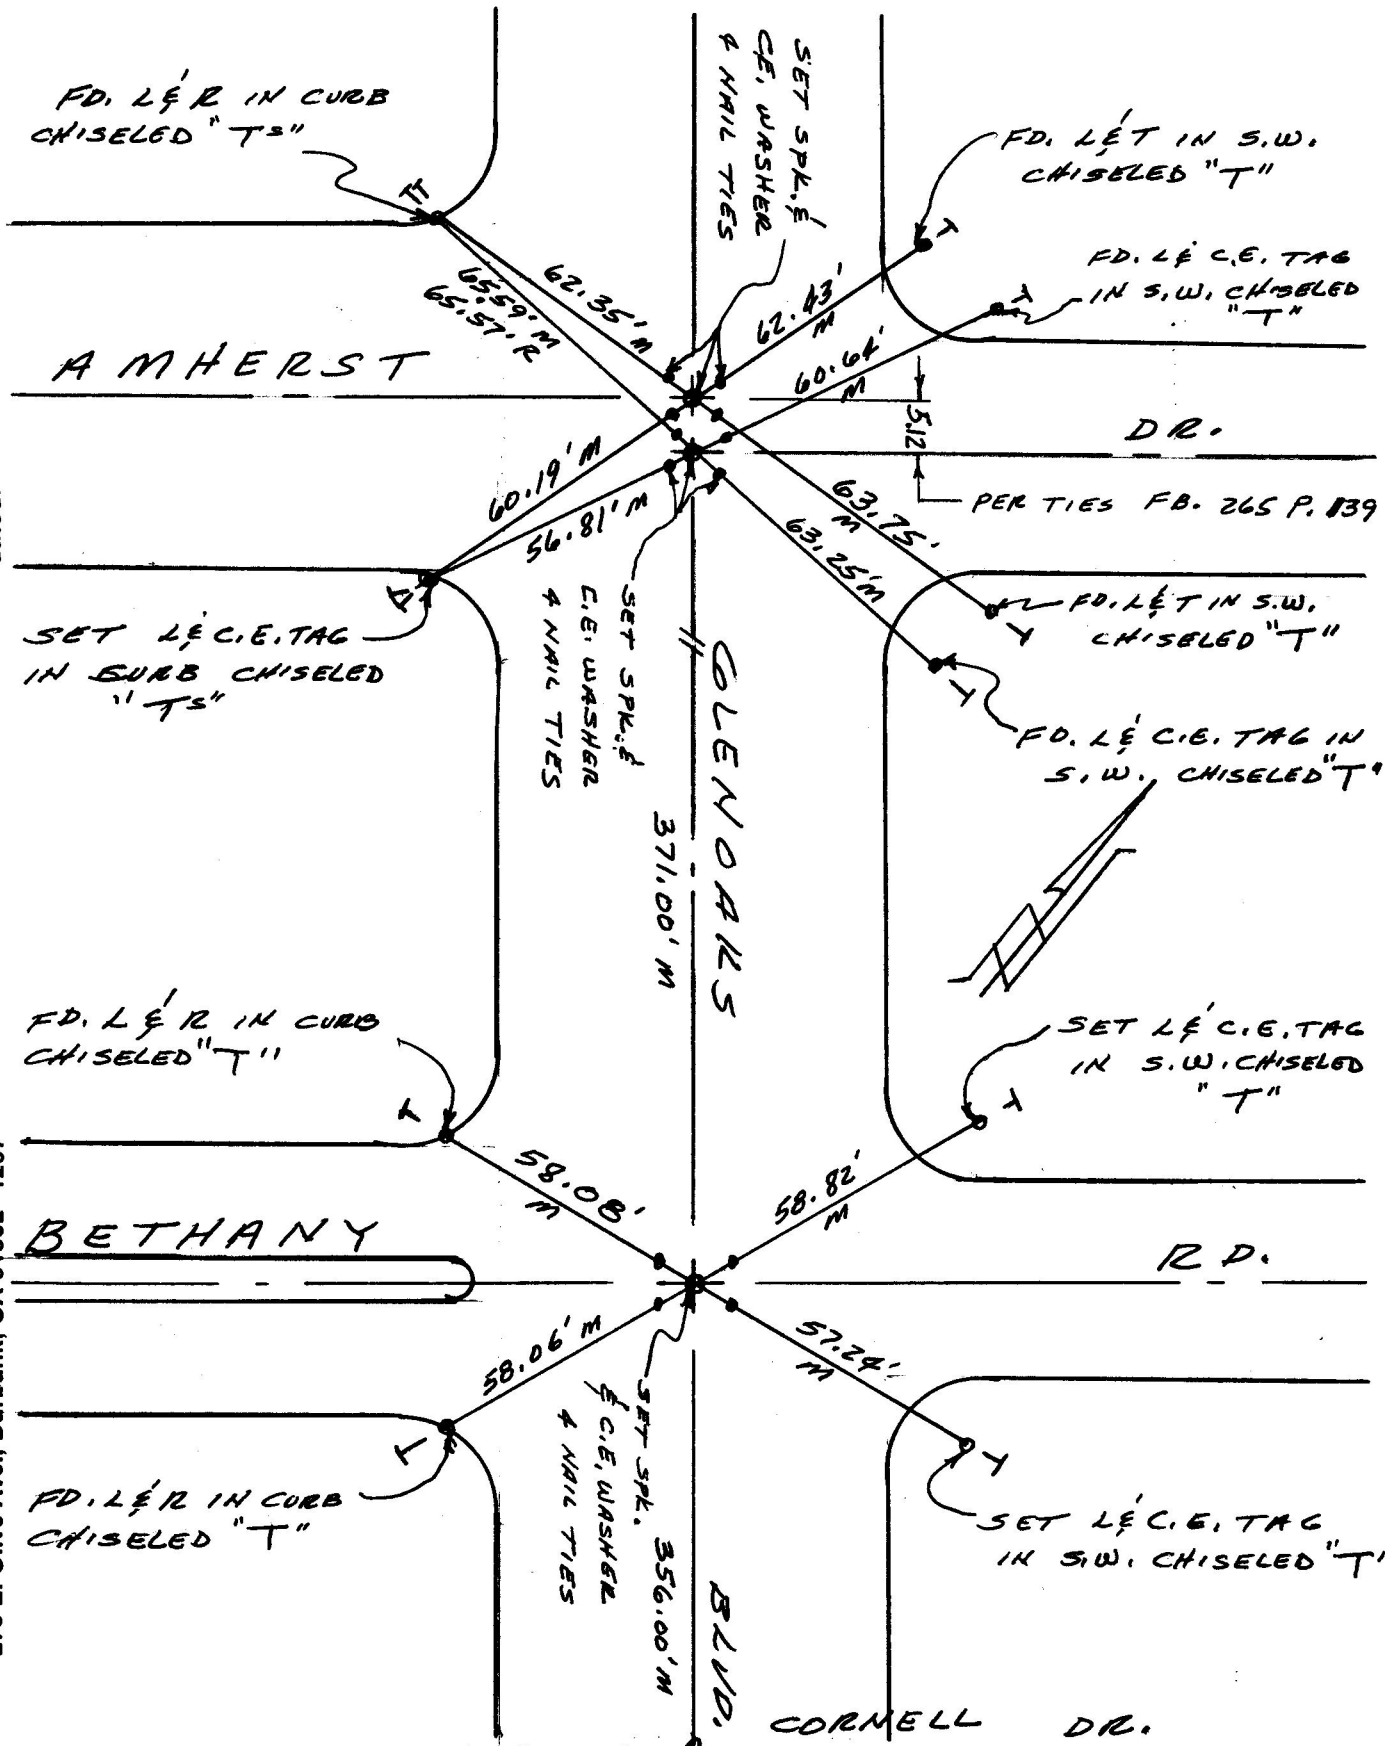 FD. L & R IN CURB
CHISELED "Ts"
SET SPK. &
C.E. WASHER
4 NAIL TIES
FD. L & T IN S.W.
CHISELED "T"
FD. L & C.E. TAG
IN S.W. CHISELED
"T"
TT
T
T
62.35' M
65.59' M
65.57' R
62.43'
M
60.64'
M
AMHERST
DR.
5.12
PER TIES FB. 265 P. 139
60.19' M
56.81' M
63.75'
M
63.25' M
SET L & C.E. TAG
IN CURB CHISELED
"Ts"
SET SPK. &
C.E. WASHER
4 NAIL TIES
FD. L & T IN S.W.
CHISELED "T"
T
T
FD. L & C.E. TAG IN
S.W. CHISELED "T"
GLENOAKS
371.00' M
N
FD. L & R IN CURB
CHISELED "T"
SET L & C.E. TAG
IN S.W. CHISELED
"T"
T
T
58.08'
M
58.82'
M
BETHANY
RD.
58.06' M
57.24'
M
SET SPK.
& C.E. WASHER
4 NAIL TIES
T
T
FD. L & R IN CURB
CHISELED "T"
SET L & C.E. TAG
IN S.W. CHISELED "T"
356.00' M
BLVD.
CORNELL DR.